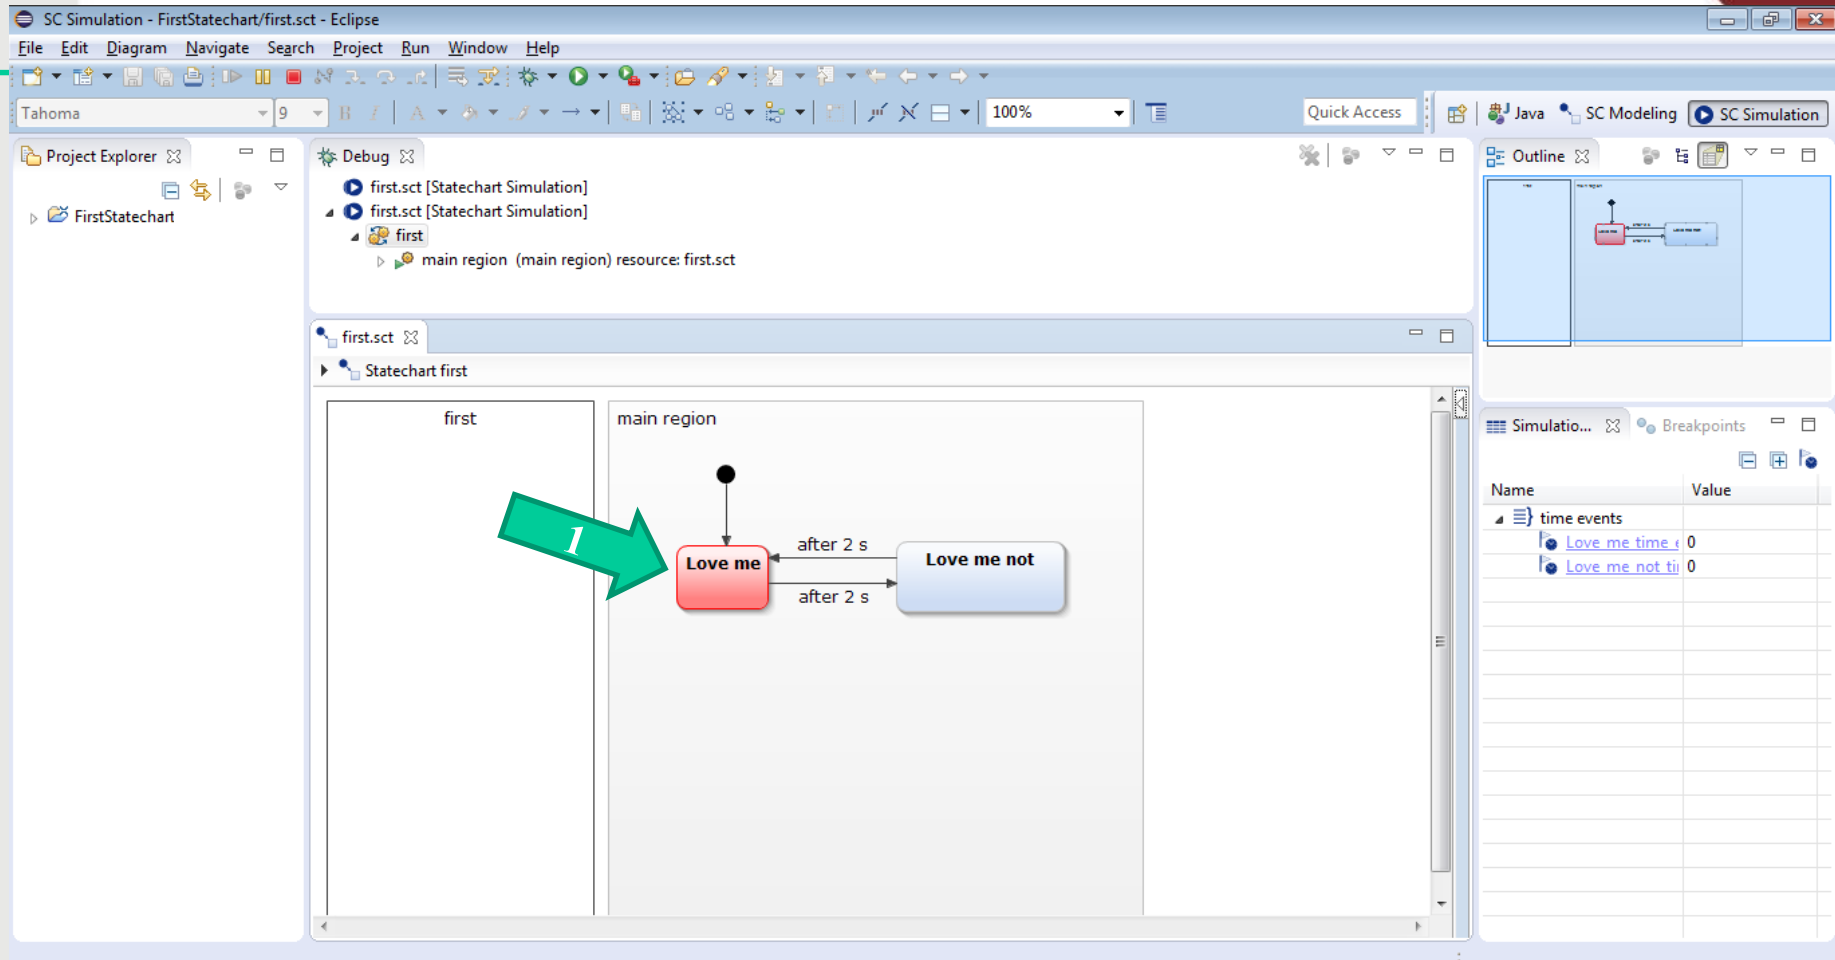 SC Simulation - FirstStatechart/first.sct - Eclipse
File Edit Diagram Navigate Search Project Run Window Help
Tahoma 9 B I A 100% Quick Access Java SC Modeling SC Simulation
Project Explorer
FirstStatechart
Debug
first.sct [Statechart Simulation]
first.sct [Statechart Simulation]
first
main region (main region) resource: first.sct
first.sct
Statechart first
first
main region
1
Love me
after 2 s
after 2 s
Love me not
Outline
Simulatio... Breakpoints
Name Value
time events
Love me time 0
Love me not 0